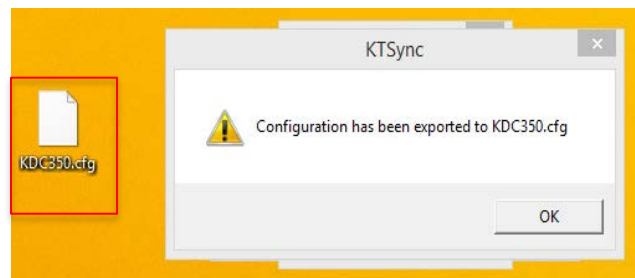 KTSync
Configuration has been exported to KDC350.cfg
KDC350.cfg
OK